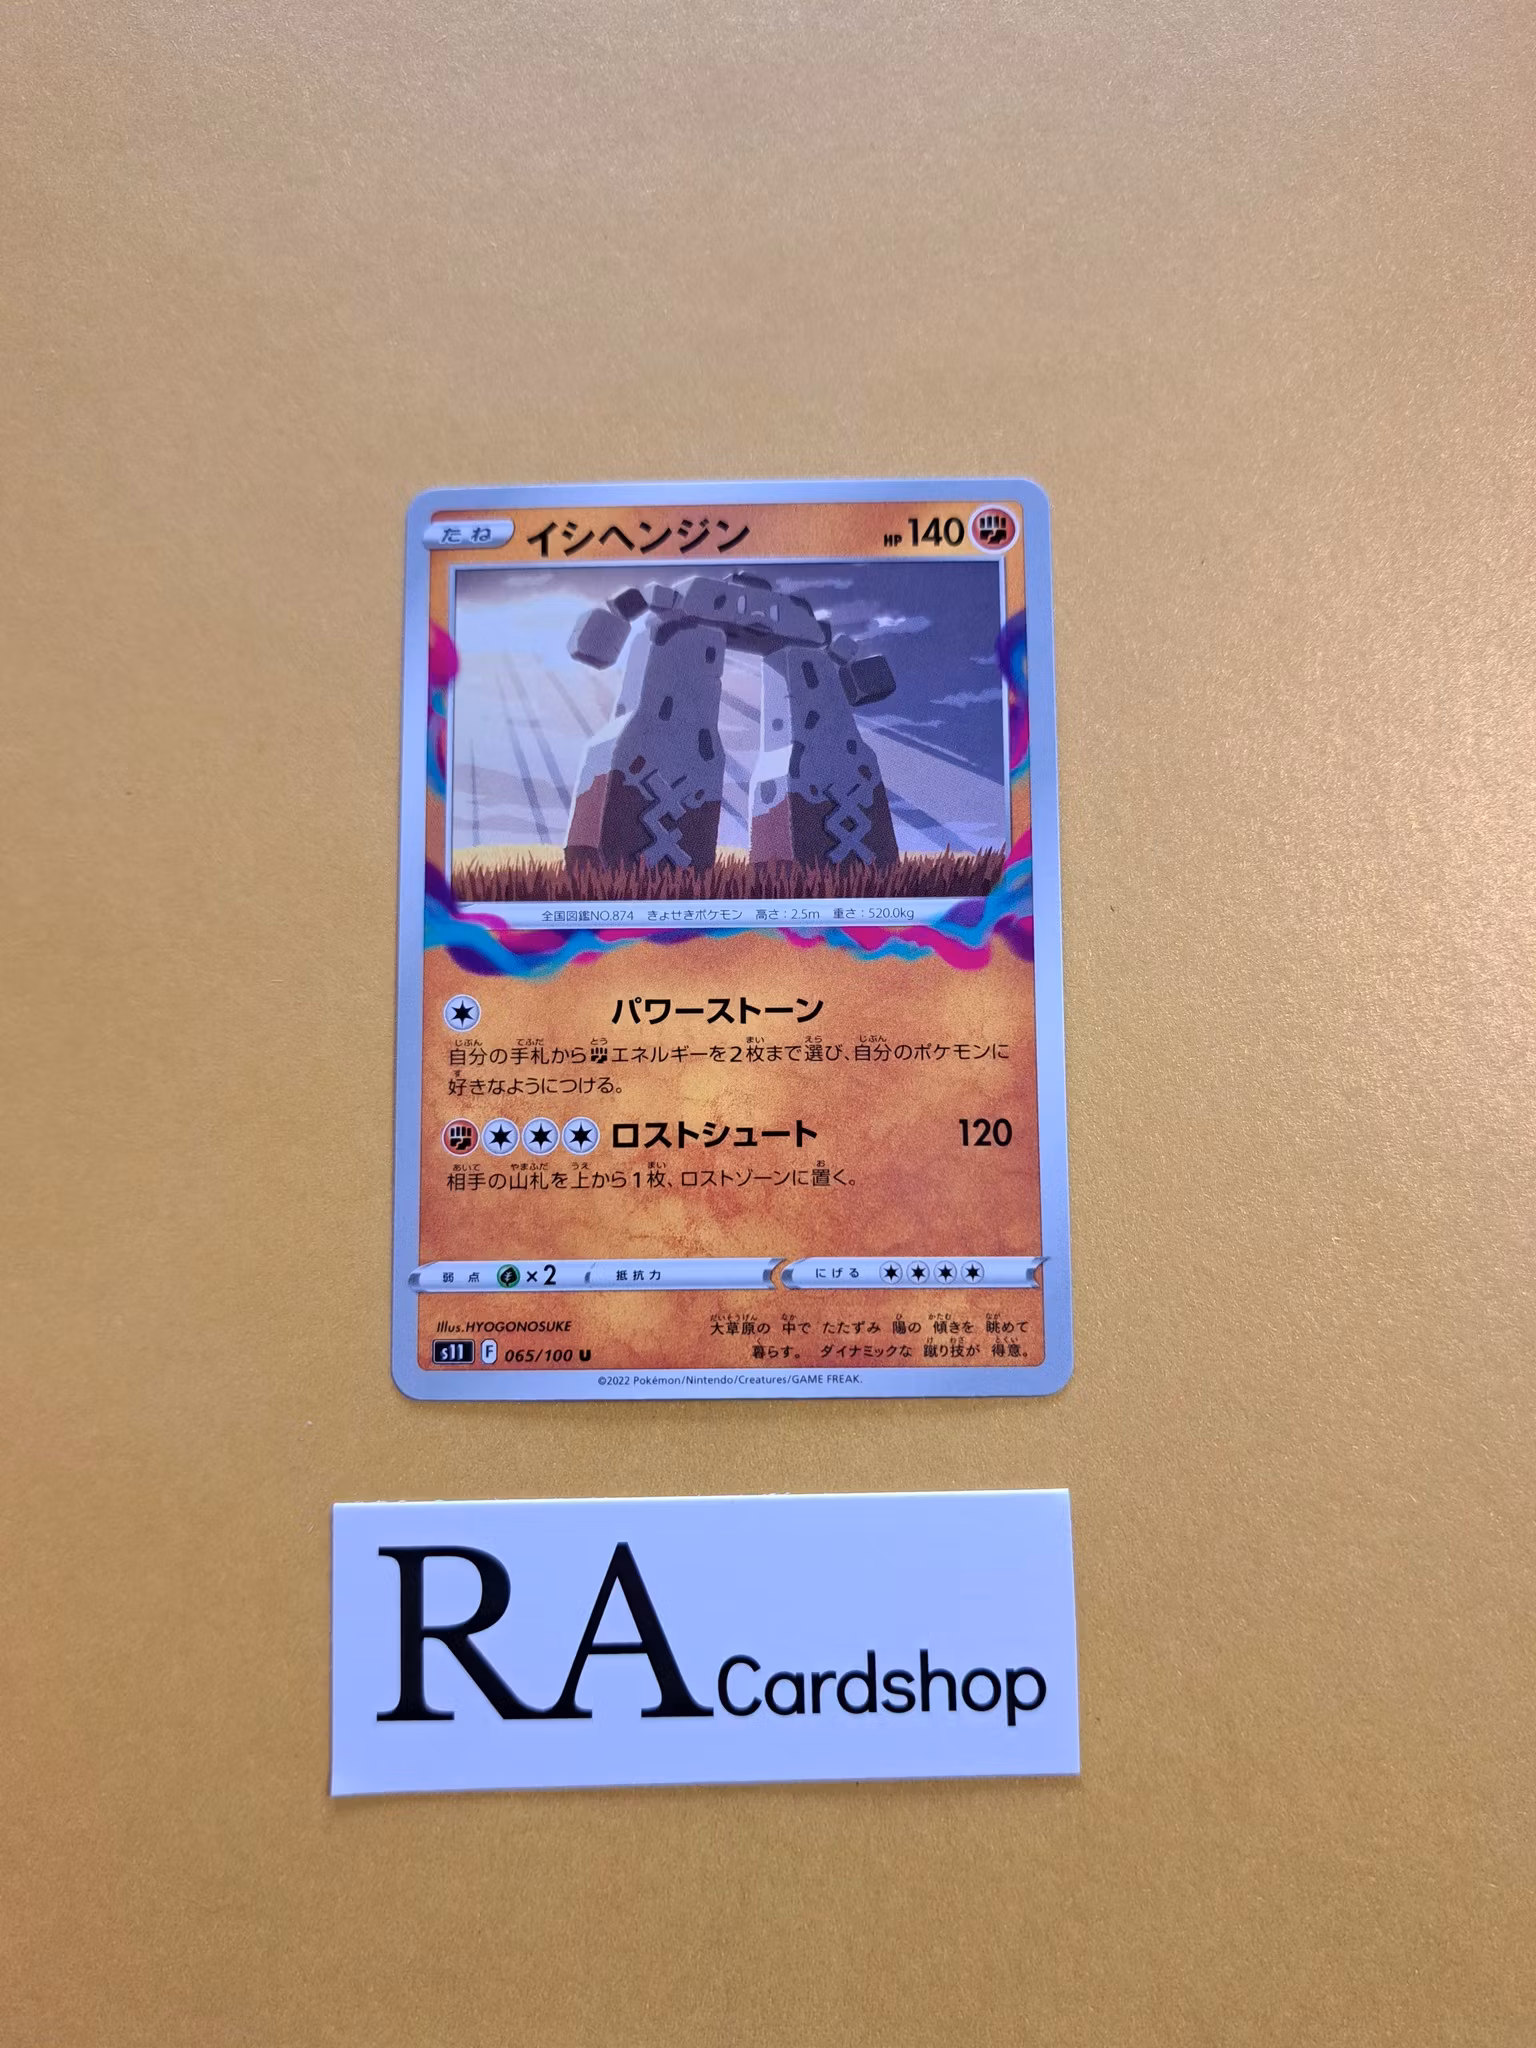 たね イシヘンジン HP 140
全国図鑑NO.874 きょせきポケモン 高さ:2.5m 重さ:520.0kg
パワーストーン
自分の手札からエネルギーを2枚まで選び、自分のポケモンに
好きなようにつける。
ロストシュート 120
相手の山札を上から1枚、ロストゾーンに置く。
弱点 ×2 抵抗力 にげる
Illus.HYOGONOSUKE
s11 F 065/100 U
大草原の 中で たたずみ 陽の 傾きを 眺めて
暮らす。 ダイナミックな 蹴り技が 得意。
©2022 Pokémon/Nintendo/Creatures/GAME FREAK.
RA Cardshop